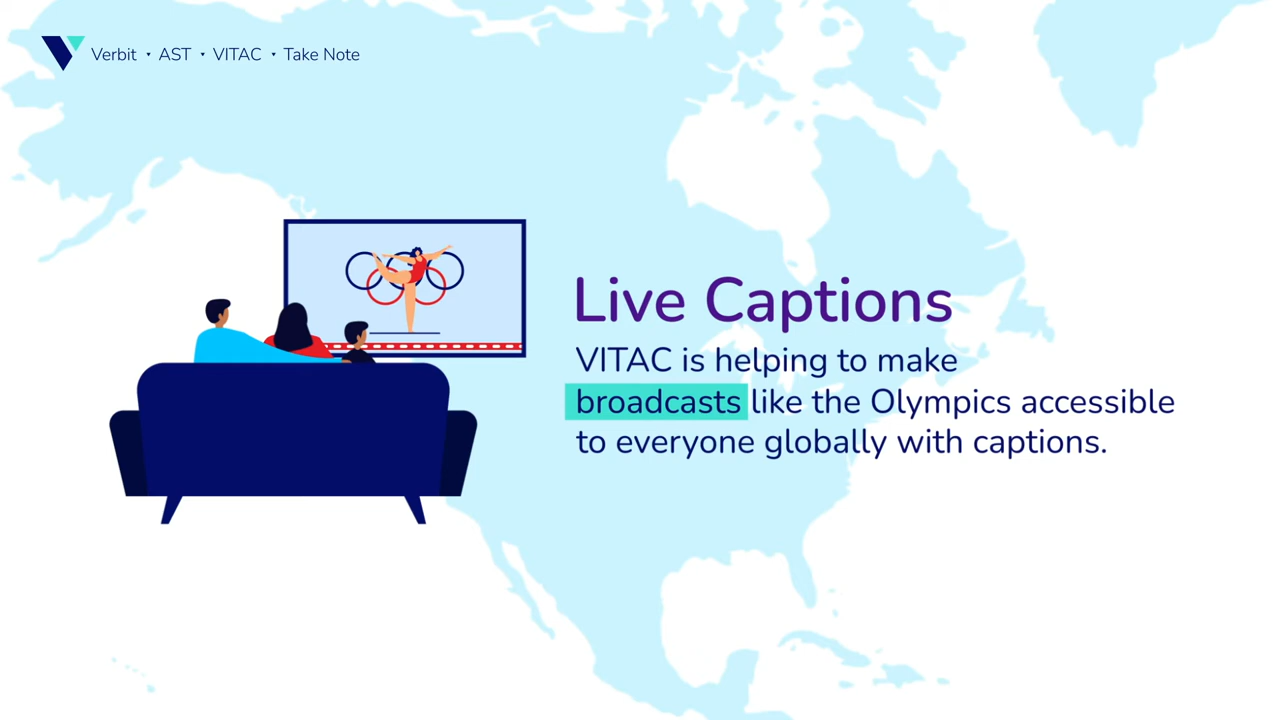 Verbit · AST · VITAC · Take Note
Live Captions
VITAC is helping to make
broadcasts like the Olympics accessible
to everyone globally with captions.